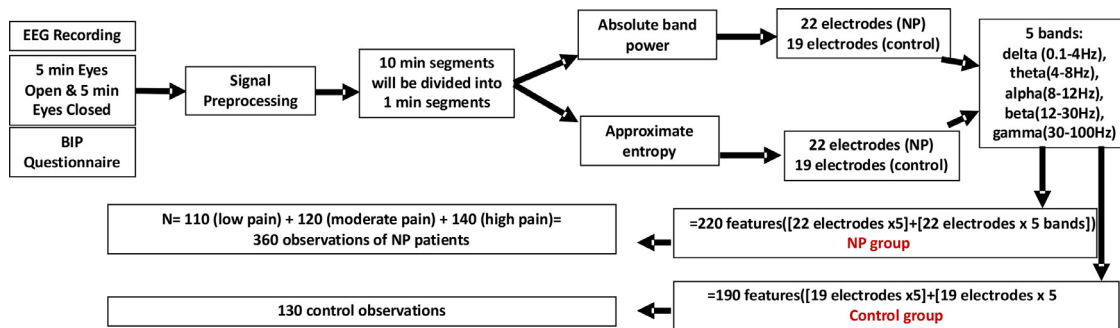 EEG Recording
5 min Eyes
Open & 5 min
Eyes Closed
BIP
Questionnaire
Signal
Preprocessing
10 min segments
will be divided into
1 min segments
Absolute band
power
Approximate
entropy
22 electrodes (NP)
19 electrodes (control)
22 electrodes (NP)
19 electrodes (control)
5 bands:
delta (0.1-4Hz),
theta(4-8Hz),
alpha(8-12Hz),
beta(12-30Hz),
gamma(30-100Hz)
=220 features([22 electrodes x5]+[22 electrodes x 5 bands])
NP group
N= 110 (low pain) + 120 (moderate pain) + 140 (high pain)=
360 observations of NP patients
=190 features([19 electrodes x5]+[19 electrodes x 5
Control group
130 control observations